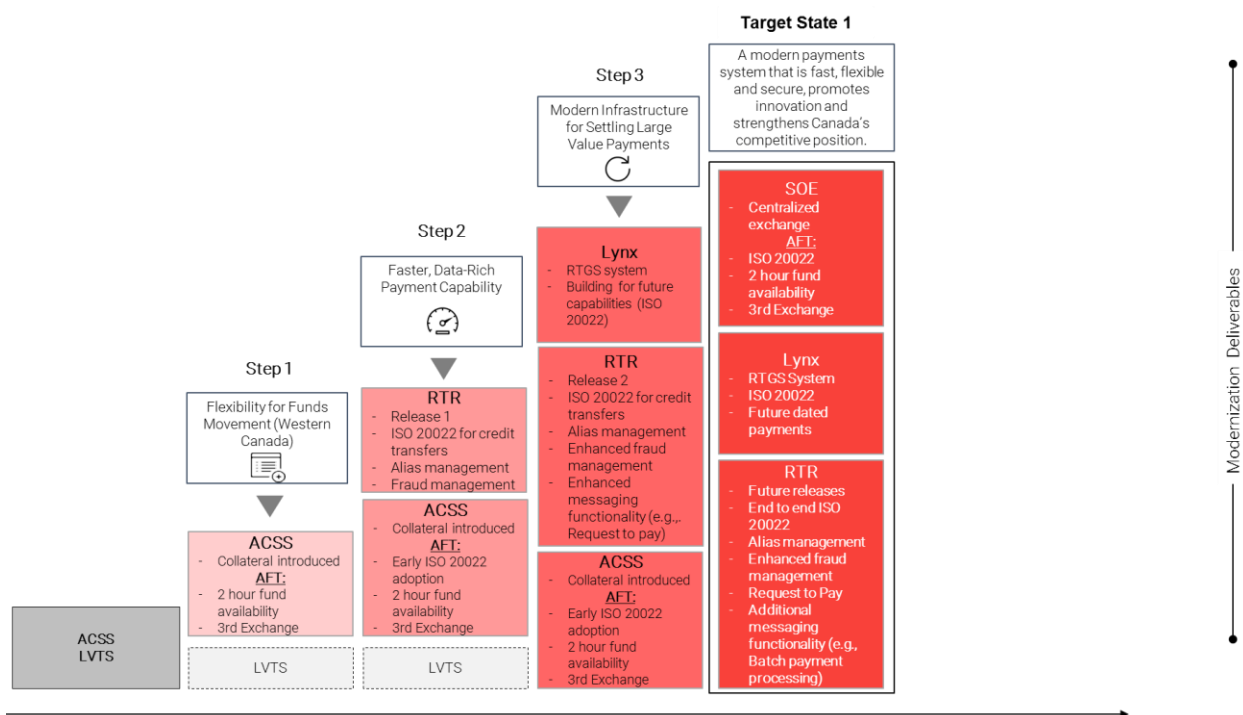 ACSS
LVTS
Step 1
Flexibility for Funds
Movement (Western
Canada)
ACSS
- Collateral introduced
AFT:
- 2 hour fund
availability
- 3rd Exchange
LVTS
Step 2
Faster, Data-Rich
Payment Capability
RTR
- Release 1
- ISO 20022 for credit
transfers
- Alias management
- Fraud management
ACSS
- Collateral introduced
AFT:
- Early ISO 20022
adoption
- 2 hour fund
availability
- 3rd Exchange
LVTS
Step 3
Modern Infrastructure
for Settling Large
Value Payments
Lynx
- RTGS system
- Building for future
capabilities (ISO
20022)
RTR
- Release 2
- ISO 20022 for credit
transfers
- Alias management
- Enhanced fraud
management
- Enhanced
messaging
functionality (e.g.,.
Request to pay)
ACSS
- Collateral introduced
AFT:
- Early ISO 20022
adoption
- 2 hour fund
availability
- 3rd Exchange
Target State 1
A modern payments
system that is fast, flexible
and secure, promotes
innovation and
strengthens Canada's
competitive position.
SOE
- Centralized
exchange
AFT:
- ISO 20022
- 2 hour fund
availability
- 3rd Exchange
Lynx
- RTGS System
- ISO 20022
- Future dated
payments
RTR
- Future releases
- End to end ISO
20022
- Alias management
- Enhanced fraud
management
- Request to Pay
- Additional
messaging
functionality (e.g.,
Batch payment
processing)
Modernization Deliverables